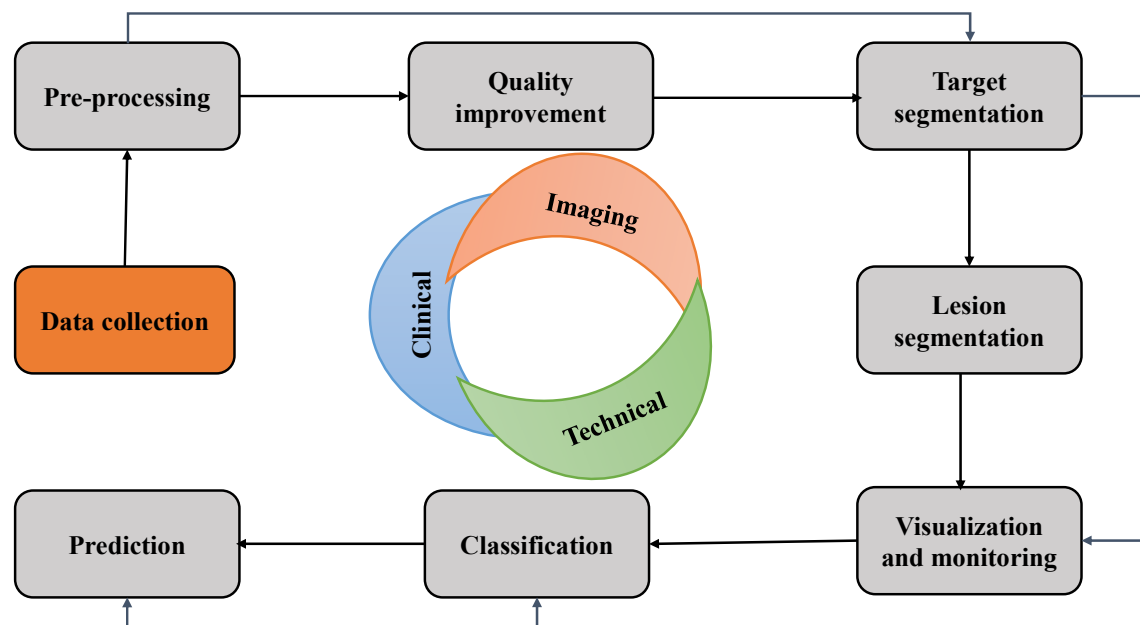 Pre-processing
Quality
improvement
Target
segmentation
Imaging
Clinical
Technical
Data collection
Lesion
segmentation
Prediction
Classification
Visualization
and monitoring